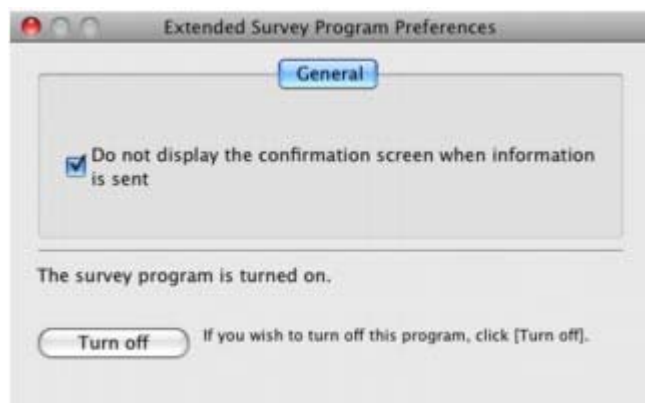 Extended Survey Program Preferences
General
Do not display the confirmation screen when information
is sent
The survey program is turned on.
Turn off
If you wish to turn off this program, click [Turn off].